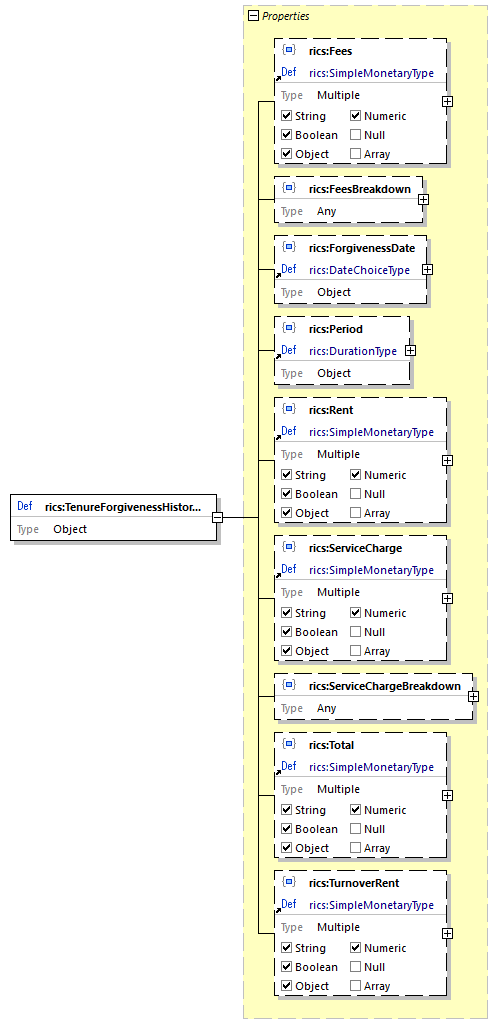 Properties
rics:Fees
Def rics:SimpleMonetaryType
Type Multiple
String Numeric
Boolean Null
Object Array
rics:FeesBreakdown
Type Any
rics:ForgivenessDate
Def rics:DateChoiceType
Type Object
rics:Period
Def rics:DurationType
Type Object
rics:Rent
Def rics:SimpleMonetaryType
Type Multiple
String Numeric
Boolean Null
Object Array
Def rics:TenureForgivenessHistor...
Type Object
rics:ServiceCharge
Def rics:SimpleMonetaryType
Type Multiple
String Numeric
Boolean Null
Object Array
rics:ServiceChargeBreakdown
Type Any
rics:Total
Def rics:SimpleMonetaryType
Type Multiple
String Numeric
Boolean Null
Object Array
rics:TurnoverRent
Def rics:SimpleMonetaryType
Type Multiple
String Numeric
Boolean Null
Object Array